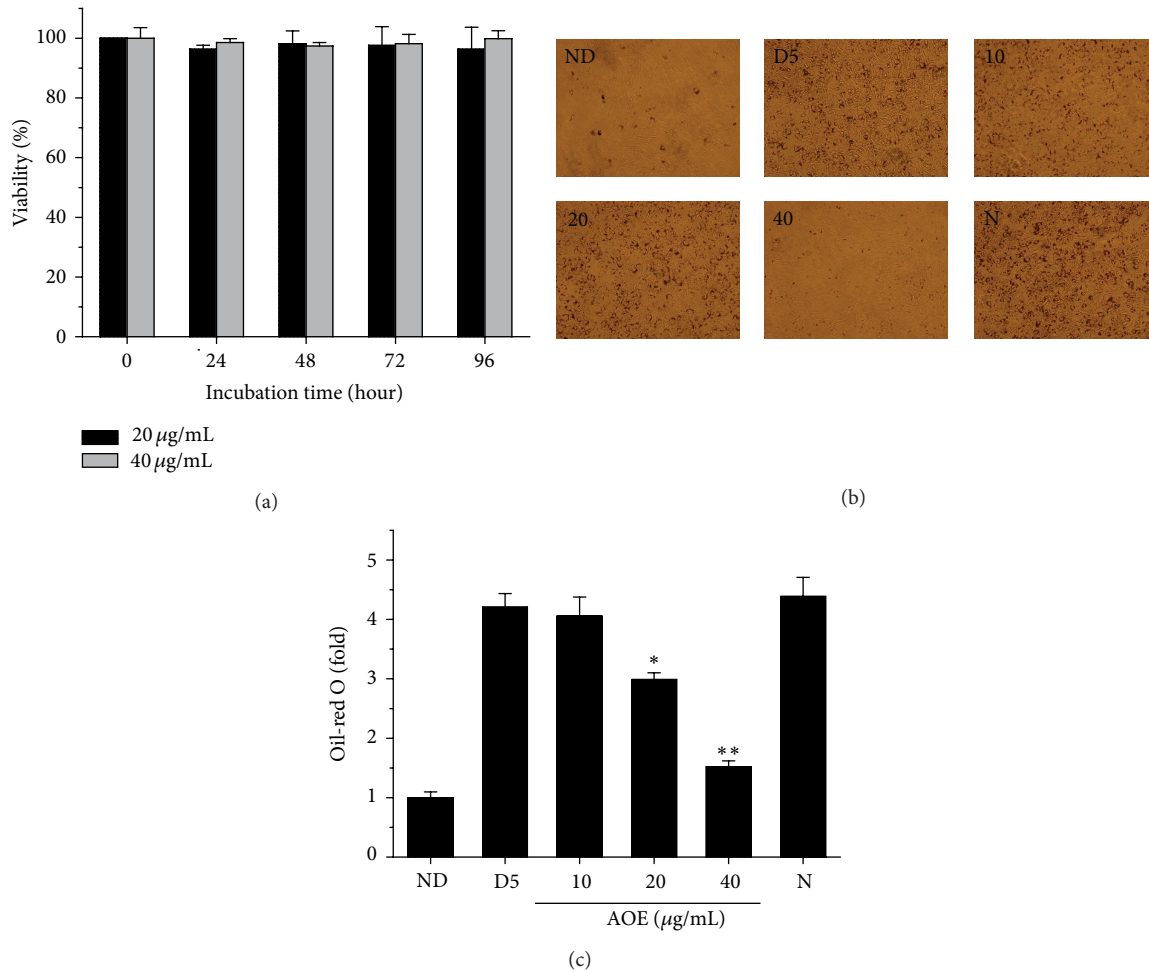 100
80
60
40
20
0
Viability (%)
0 24 48 72 96
Incubation time (hour)
20 µg/mL
40 µg/mL
(a)
ND D5 10
20 40 N
(b)
5
4
3
2
1
0
Oil-red O (fold)
*
**
ND D5 10 20 40 N
AOE (µg/mL)
(c)